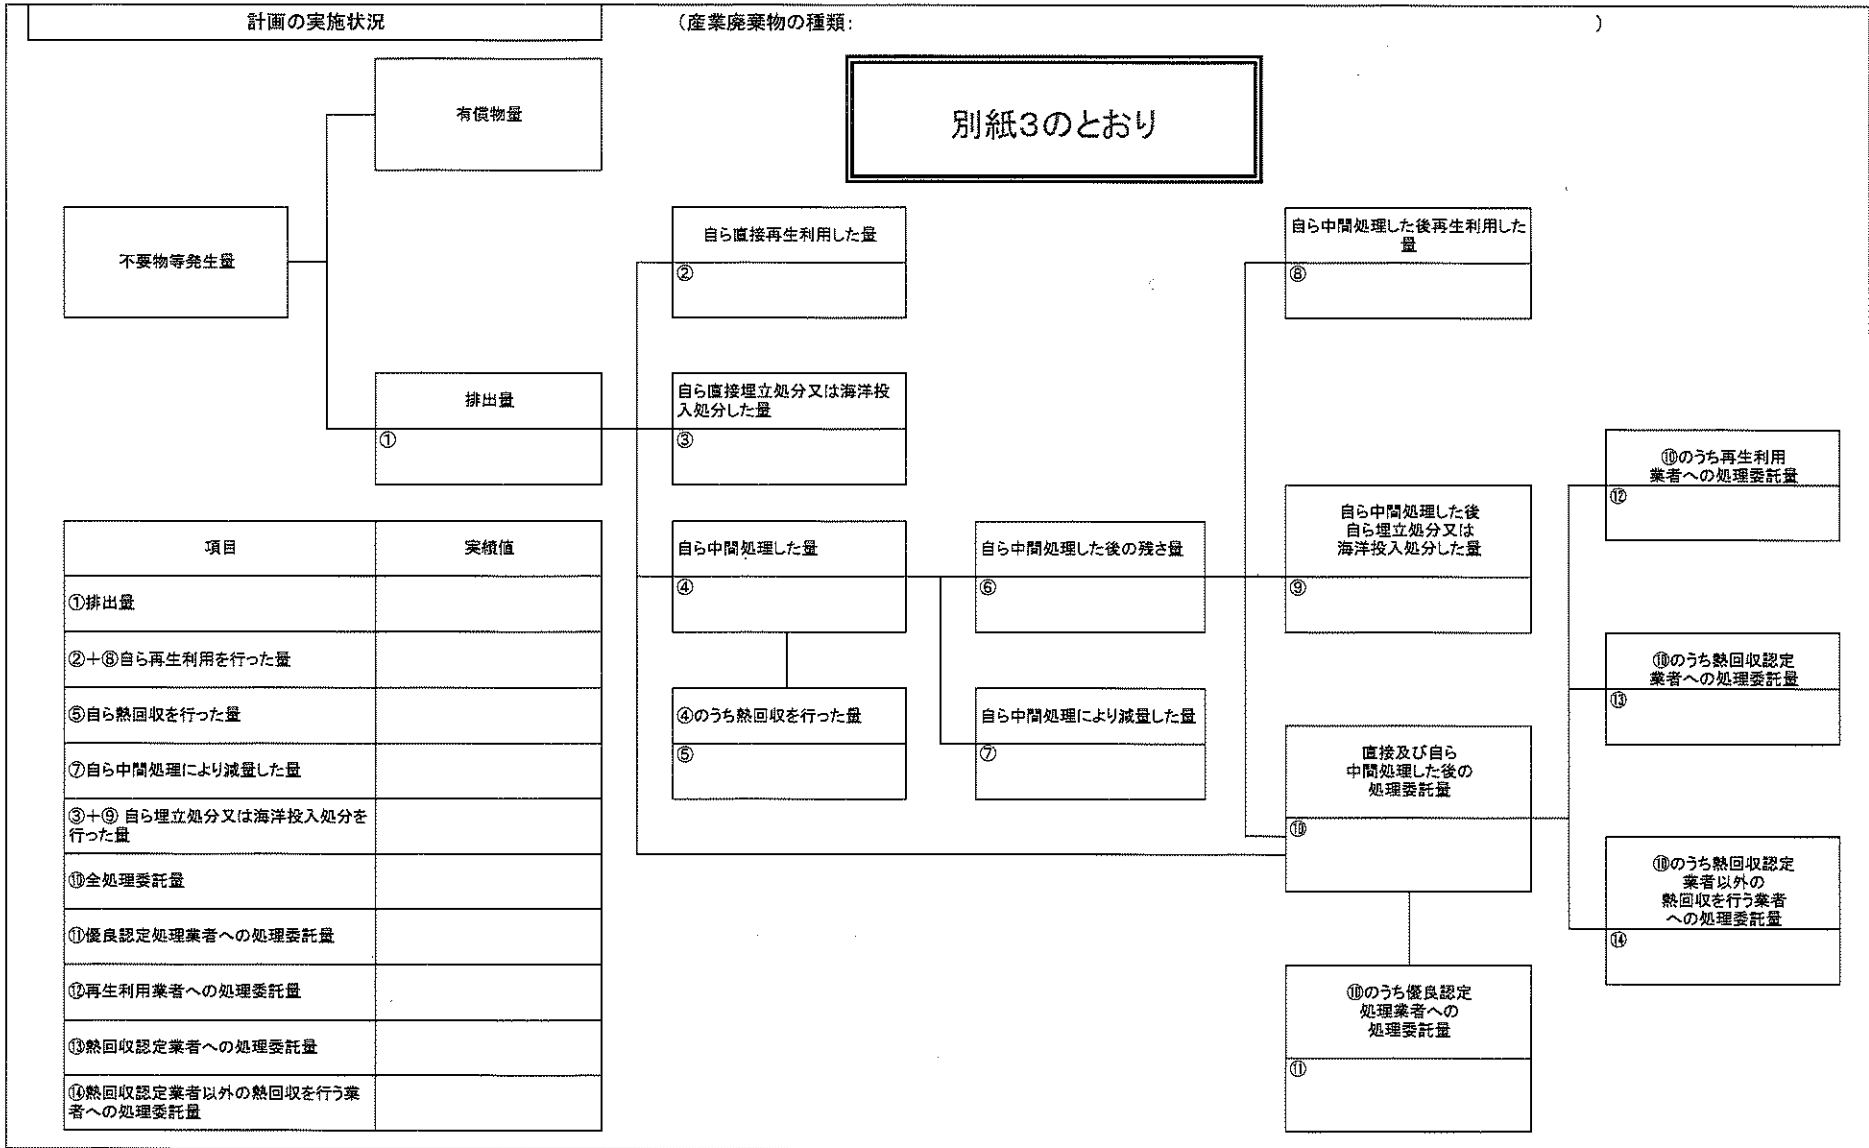 計画の実施状況
（産業廃棄物の種類：
）
有償物量
別紙3のとおり
不要物等発生量
自ら直接再生利用した量
②
自ら中間処理した後再生利用した
量
⑧
排出量
①
自ら直接埋立処分又は海洋投
入処分した量
③
⑩のうち再生利用
業者への処理委託量
⑫
自ら中間処理した量
④
自ら中間処理した後の残さ量
⑥
自ら中間処理した後
自ら埋立処分又は
海洋投入処分した量
⑨
④のうち熱回収を行った量
⑤
自ら中間処理により減量した量
⑦
⑩のうち熱回収認定
業者への処理委託量
⑬
直接及び自ら
中間処理した後の
処理委託量
⑩
⑩のうち熱回収認定
業者以外の
熱回収を行う業者
への処理委託量
⑭
⑩のうち優良認定
処理業者への
処理委託量
⑪
項目
実績値
①排出量
②＋⑧自ら再生利用を行った量
⑤自ら熱回収を行った量
⑦自ら中間処理により減量した量
③＋⑨ 自ら埋立処分又は海洋投入処分を
行った量
⑩全処理委託量
⑪優良認定処理業者への処理委託量
⑫再生利用業者への処理委託量
⑬熱回収認定業者への処理委託量
⑭熱回収認定業者以外の熱回収を行う業
者への処理委託量